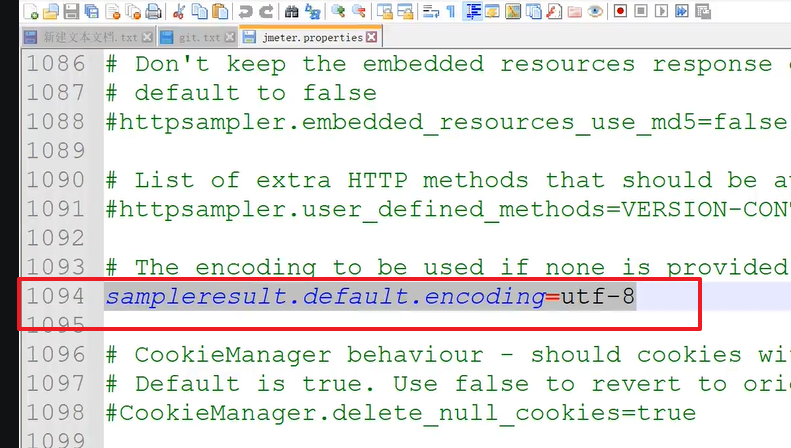 新建文本文档.txt git.txt jmeter.properties
1086 # Don't keep the embedded resources response
1087 # default to false
1088 #httpsampler.embedded_resources_use_md5=false
1089
1090 # List of extra HTTP methods that should be
1091 #httpsampler.user_defined_methods=VERSION-CON
1092
1093 # The encoding to be used if none is provided
1094 sampleresult.default.encoding=utf-8
1095
1096 # CookieManager behaviour - should cookies wi
1097 # Default is true. Use false to revert to ori
1098 #CookieManager.delete_null_cookies=true
1099